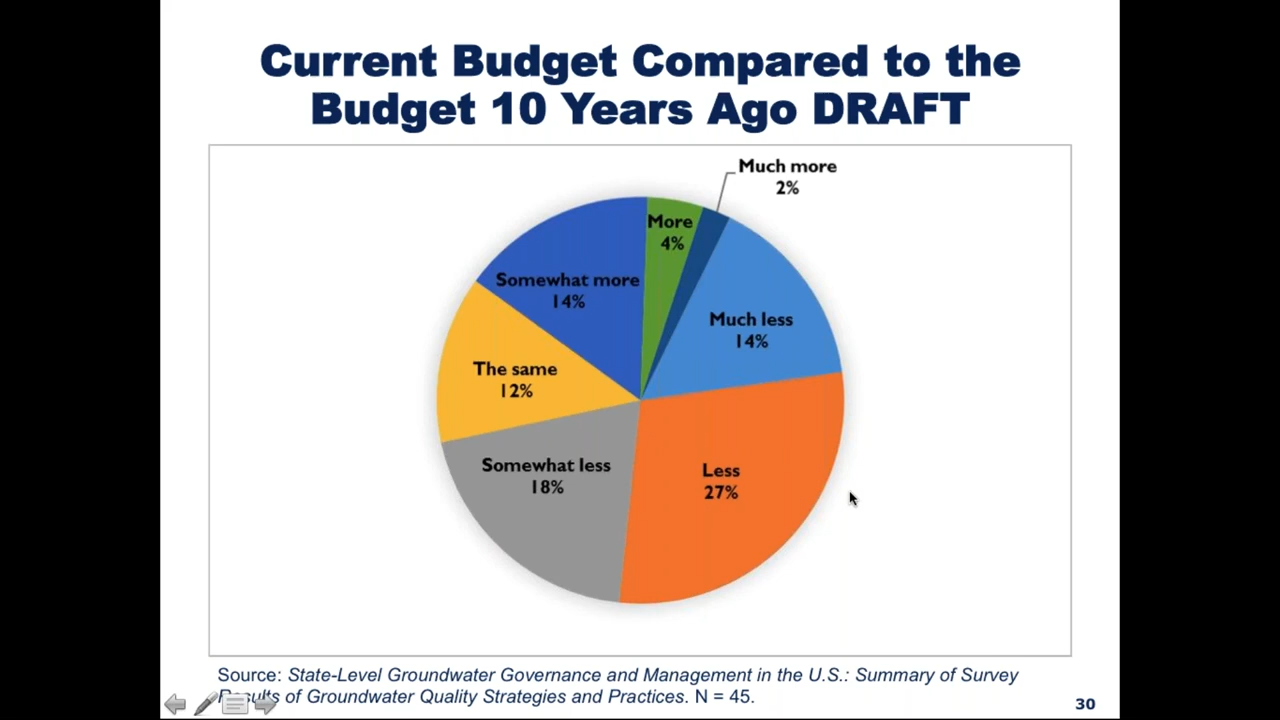 Current Budget Compared to the
Budget 10 Years Ago DRAFT
Much more
2%
More
4%
Somewhat more
14%
Much less
14%
The same
12%
Somewhat less
18%
Less
27%
Source: State-Level Groundwater Governance and Management in the U.S.: Summary of Survey
Results of Groundwater Quality Strategies and Practices. N = 45.
30